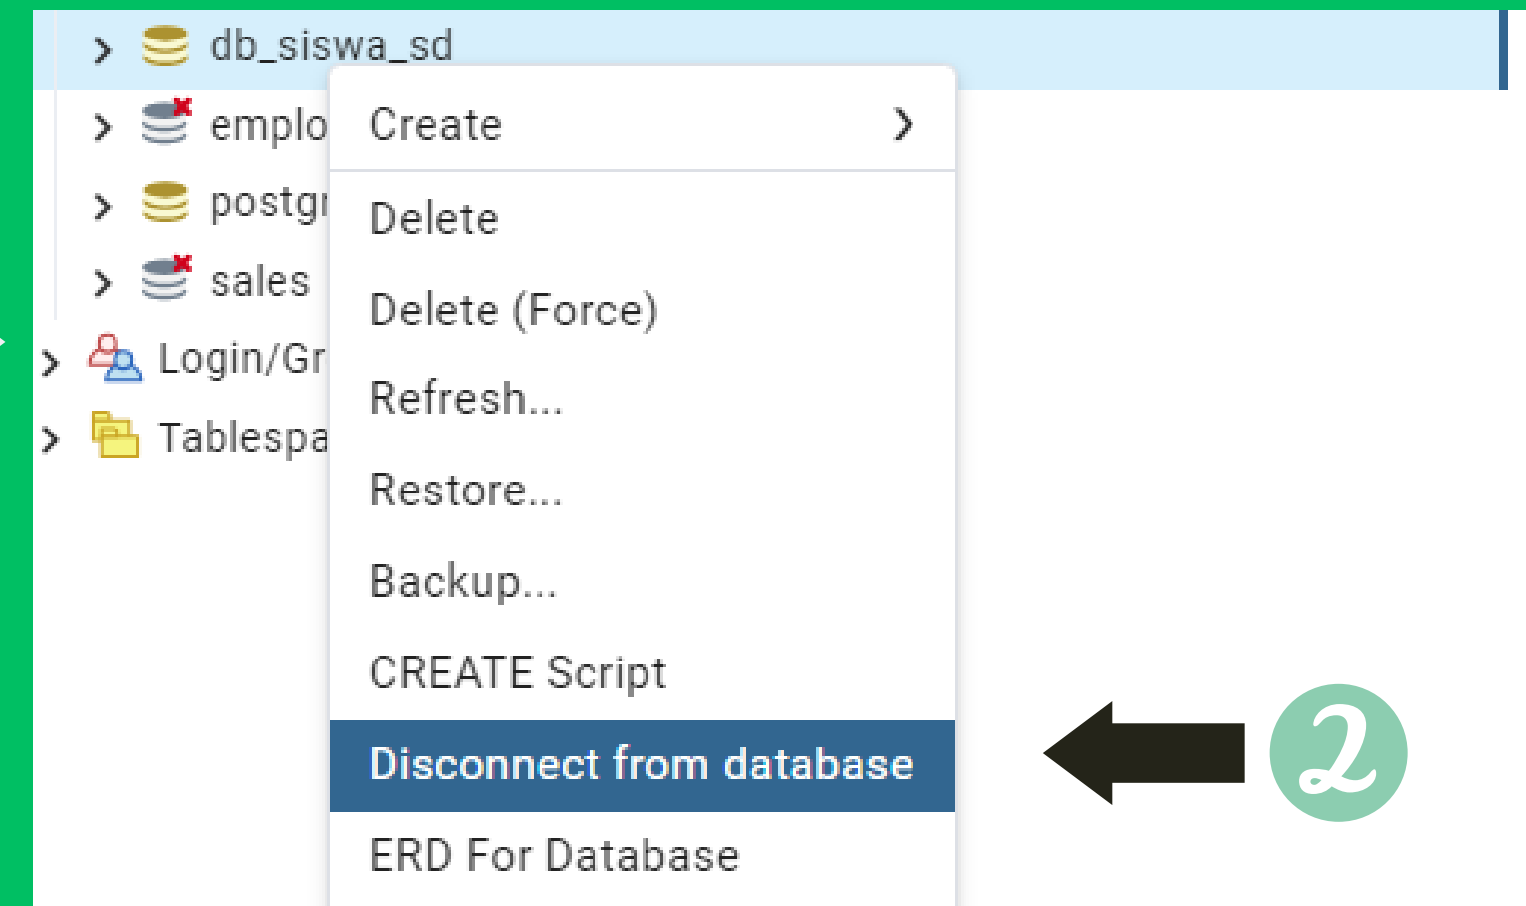 db_siswa_sd
emplo
postgr
sales
Login/Gr
Tablespa
Create
Delete
Delete (Force)
Refresh...
Restore...
Backup...
CREATE Script
Disconnect from database
2
ERD For Database